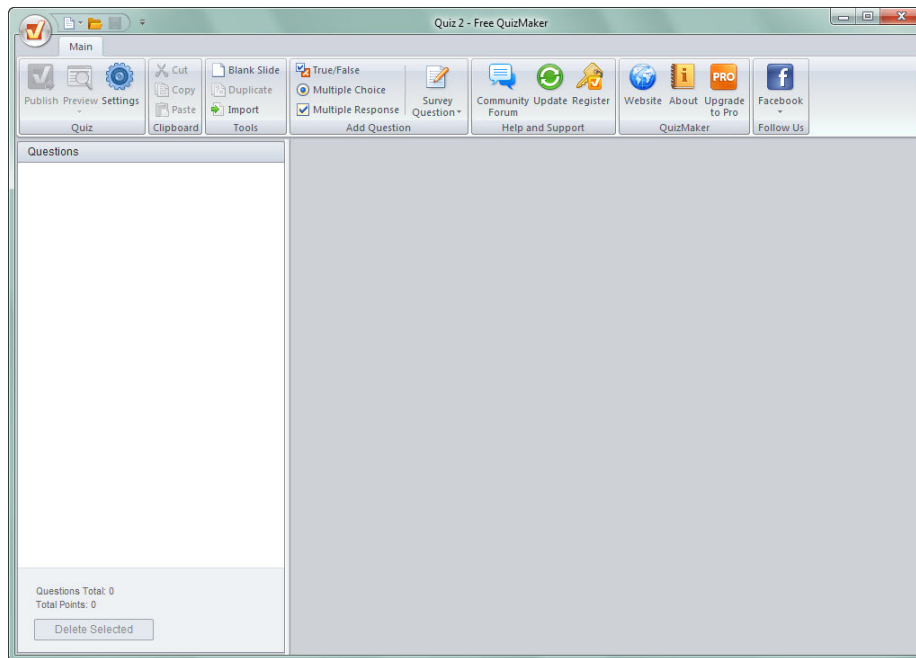 Quiz 2 - Free QuizMaker
Main
Publish Preview Settings
Quiz
Cut
Copy
Paste
Clipboard
Blank Slide
Duplicate
Import
Tools
True/False
Multiple Choice
Multiple Response
Survey
Question
Add Question
Community Update Register
Forum
Help and Support
i
PRO
Website About Upgrade
to Pro
QuizMaker
f
Facebook
Follow Us
Questions
Questions Total: 0
Total Points: 0
Delete Selected